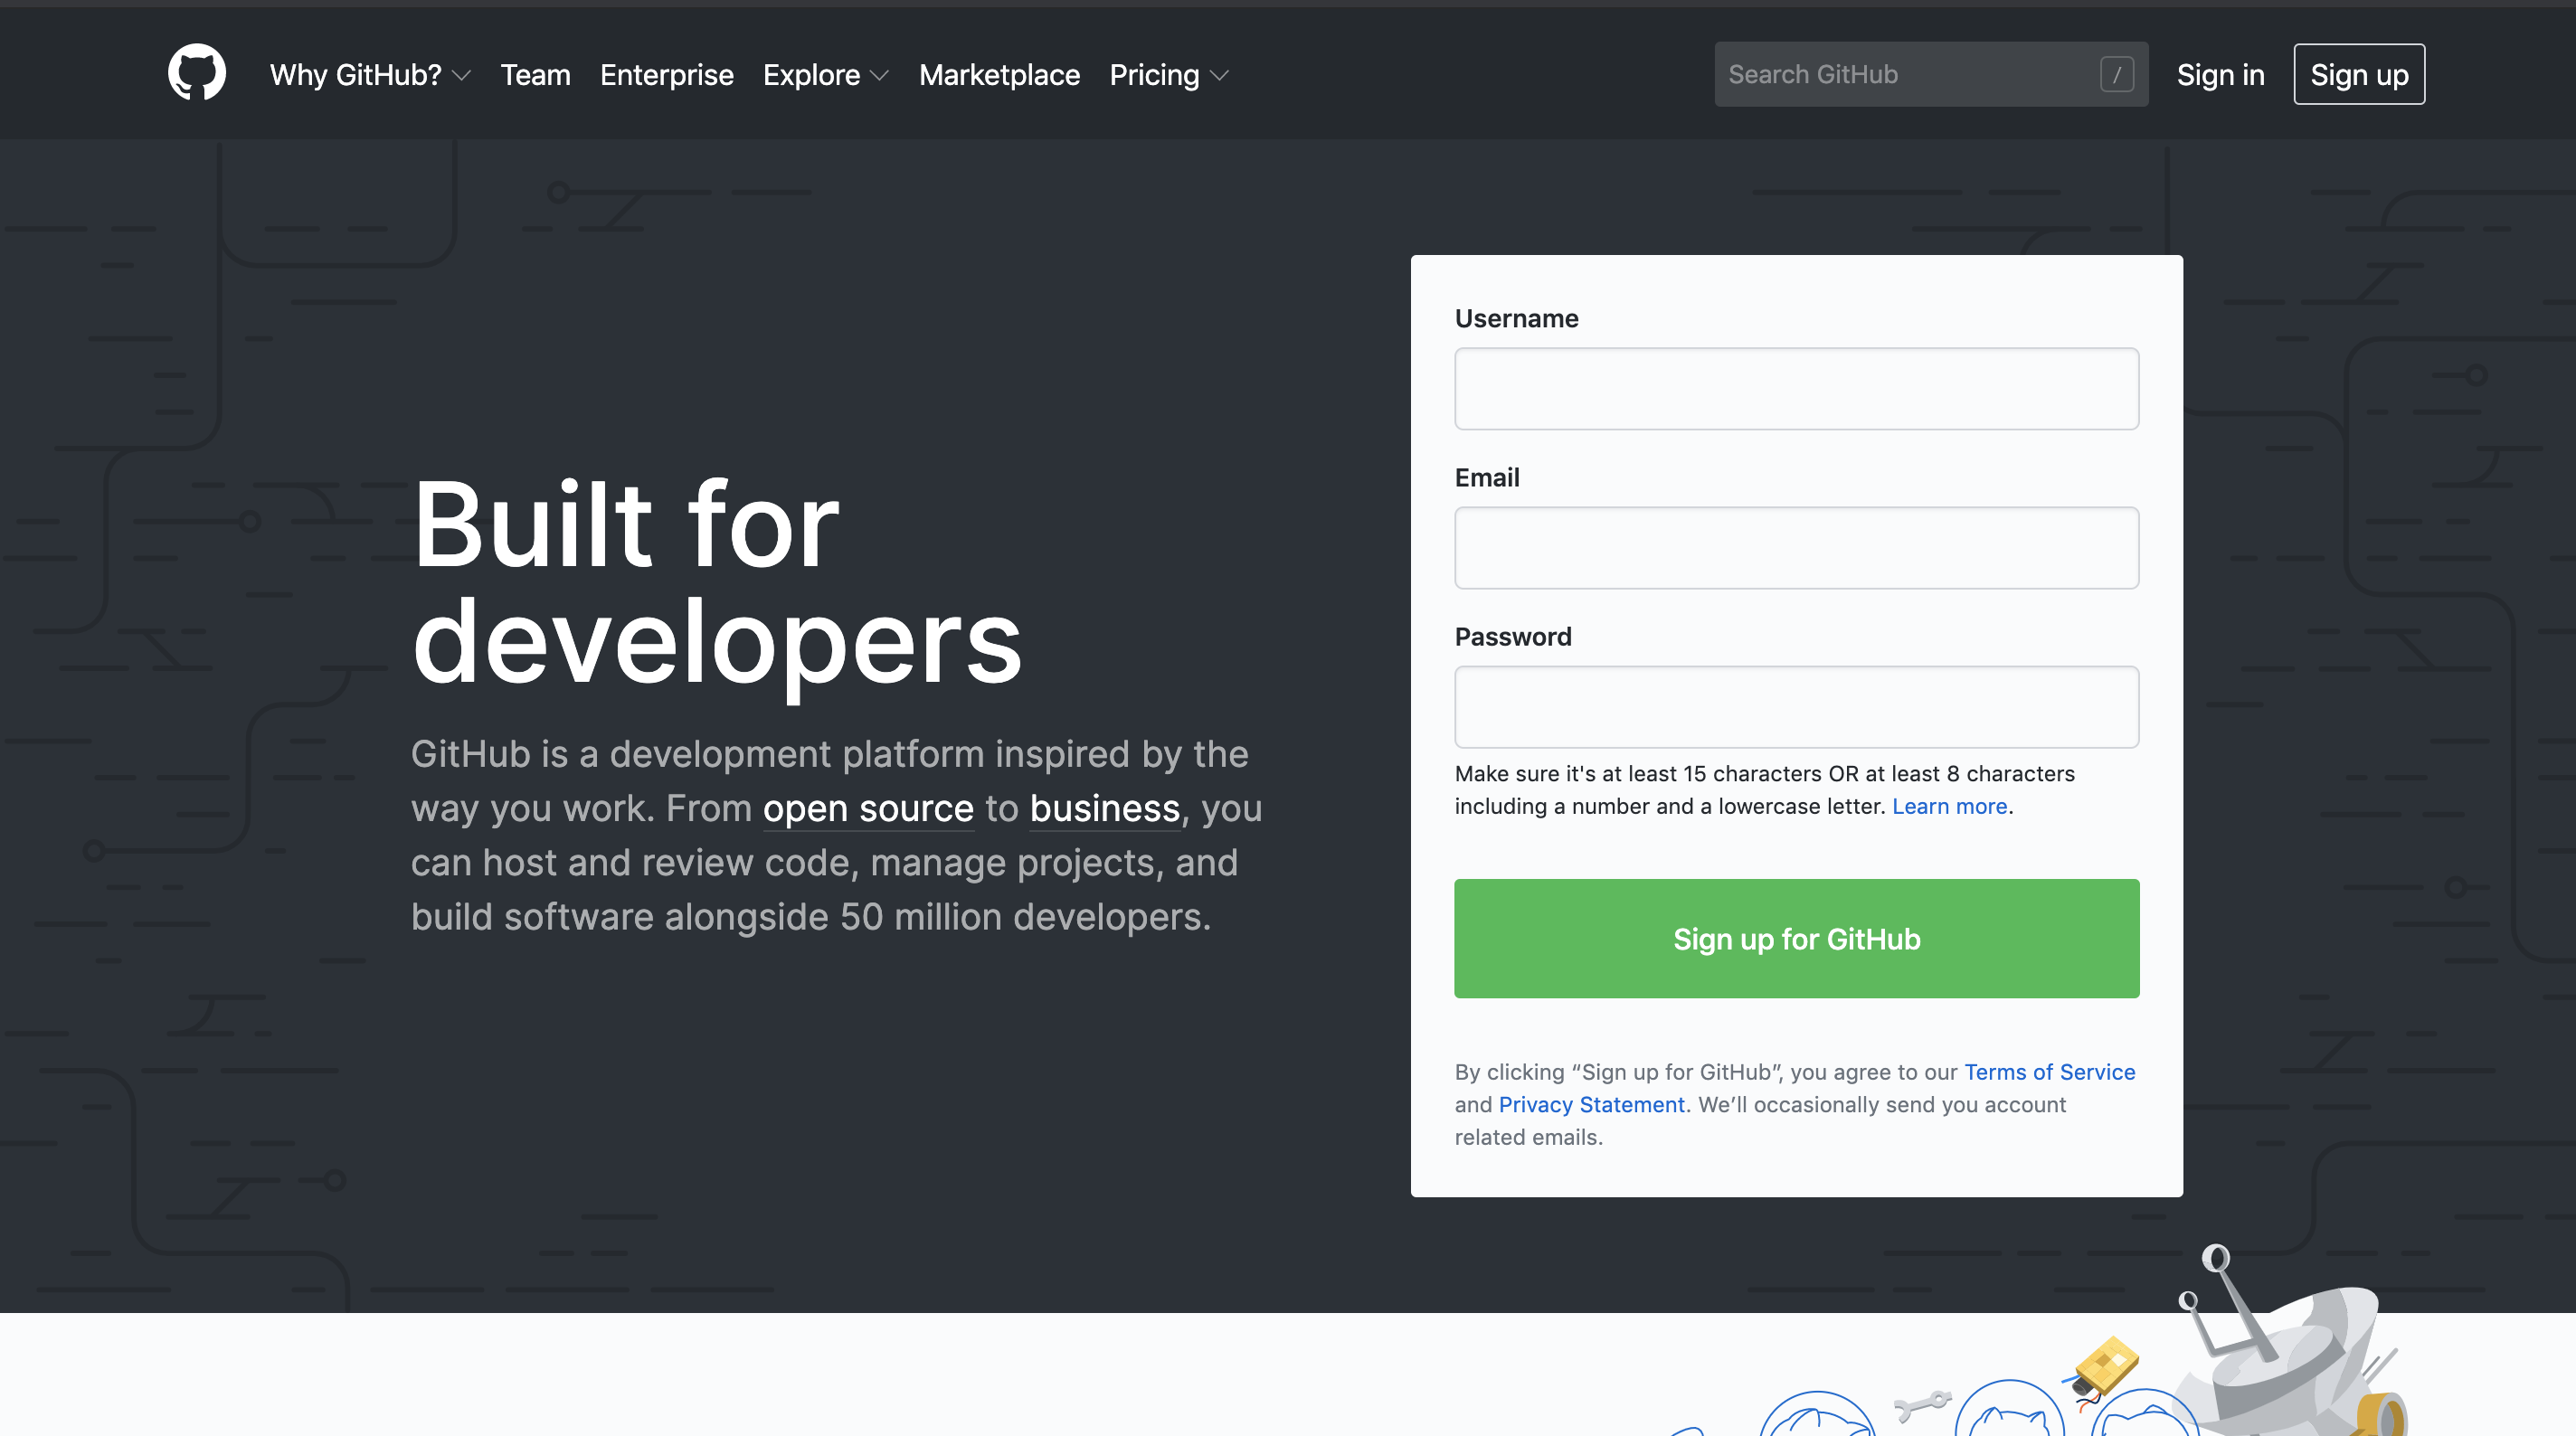 Why GitHub? Team Enterprise Explore Marketplace Pricing
Search GitHub / Sign in Sign up
Built for
developers
GitHub is a development platform inspired by the
way you work. From open source to business, you
can host and review code, manage projects, and
build software alongside 50 million developers.
Username
Email
Password
Make sure it's at least 15 characters OR at least 8 characters
including a number and a lowercase letter. Learn more.
Sign up for GitHub
By clicking “Sign up for GitHub”, you agree to our Terms of Service
and Privacy Statement. We’ll occasionally send you account
related emails.